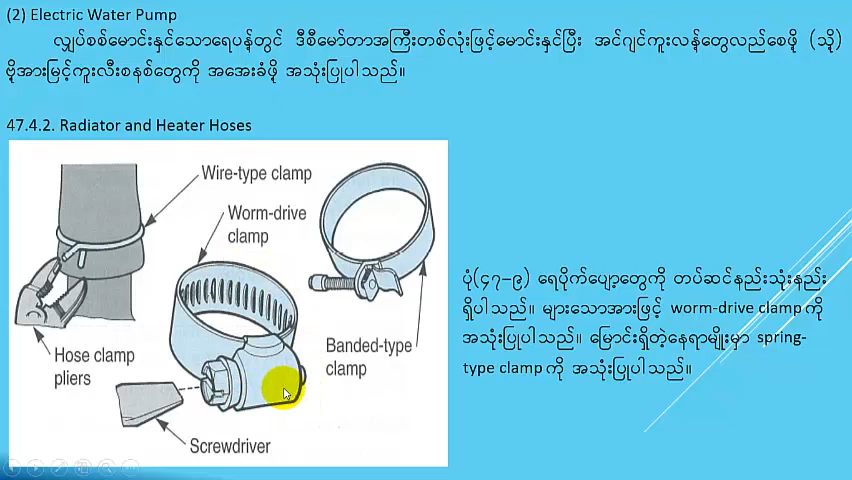 (2) Electric Water Pump
လျှပ်စစ်မောင်းနှင်သောရေပန့်တွင် ဒီစီမော်တာအကြီးတစ်လုံးဖြင့်မောင်းနှင်ပြီး အင်ဂျင်ကူးလန့်တွေလည်စေဖို့ (သို့)
ဗို့အားမြင့်ကူးလီးစနစ်တွေကို အအေးခံဖို့ အသုံးပြုပါသည်။
47.4.2. Radiator and Heater Hoses
Wire-type clamp
Worm-drive
clamp
Hose clamp
pliers
Banded-type
clamp
Screwdriver
ပုံ(၄၇–၉) ရေပိုက်ပျော့တွေကို တပ်ဆင်နည်းသုံးနည်း
ရှိပါသည်။ များသောအားဖြင့် worm-drive clamp ကို
အသုံးပြုပါသည်။ မြောင်းရှိတဲ့နေရာမျိုးမှာ spring-
type clamp ကို အသုံးပြုပါသည်။